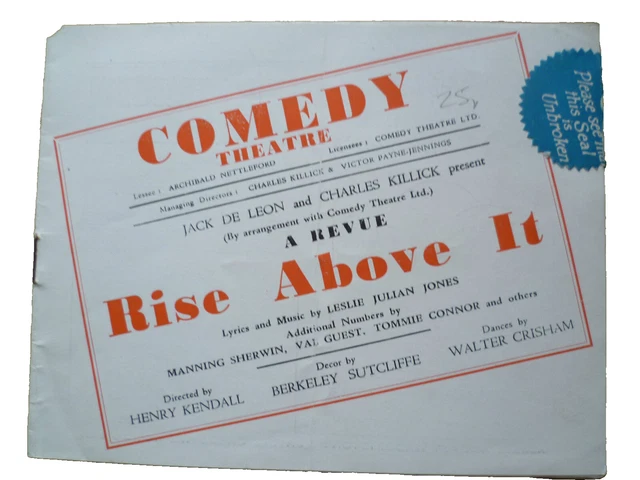 COMEDY
THEATRE
Lessee: ARCHIBALD NETTLEFORD Licensees: COMEDY THEATRE LTD.
Managing Directors: CHARLES KILLICK & VICTOR PAYNE-JENNINGS
JACK DE LEON and CHARLES KILLICK present
(By arrangement with Comedy Theatre Ltd.)
A REVUE
Rise Above It
Lyrics and Music by LESLIE JULIAN JONES
Additional Numbers by
MANNING SHERWIN, VAL GUEST, TOMMIE CONNOR and others
Directed by
HENRY KENDALL
Decor by
BERKELEY SUTCLIFFE
Dances by
WALTER CRISHAM
Please see
this Seal
is
Unbroken